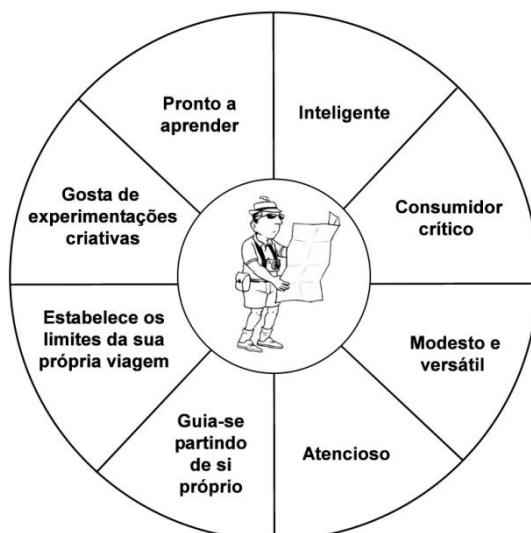 Pronto a
aprender
Inteligente
Gosta de
experimentações
criativas
Consumidor
crítico
Estabelece os
limites da sua
própria viagem
Modesto e
versátil
Guia-se
partindo
de si
próprio
Atencioso